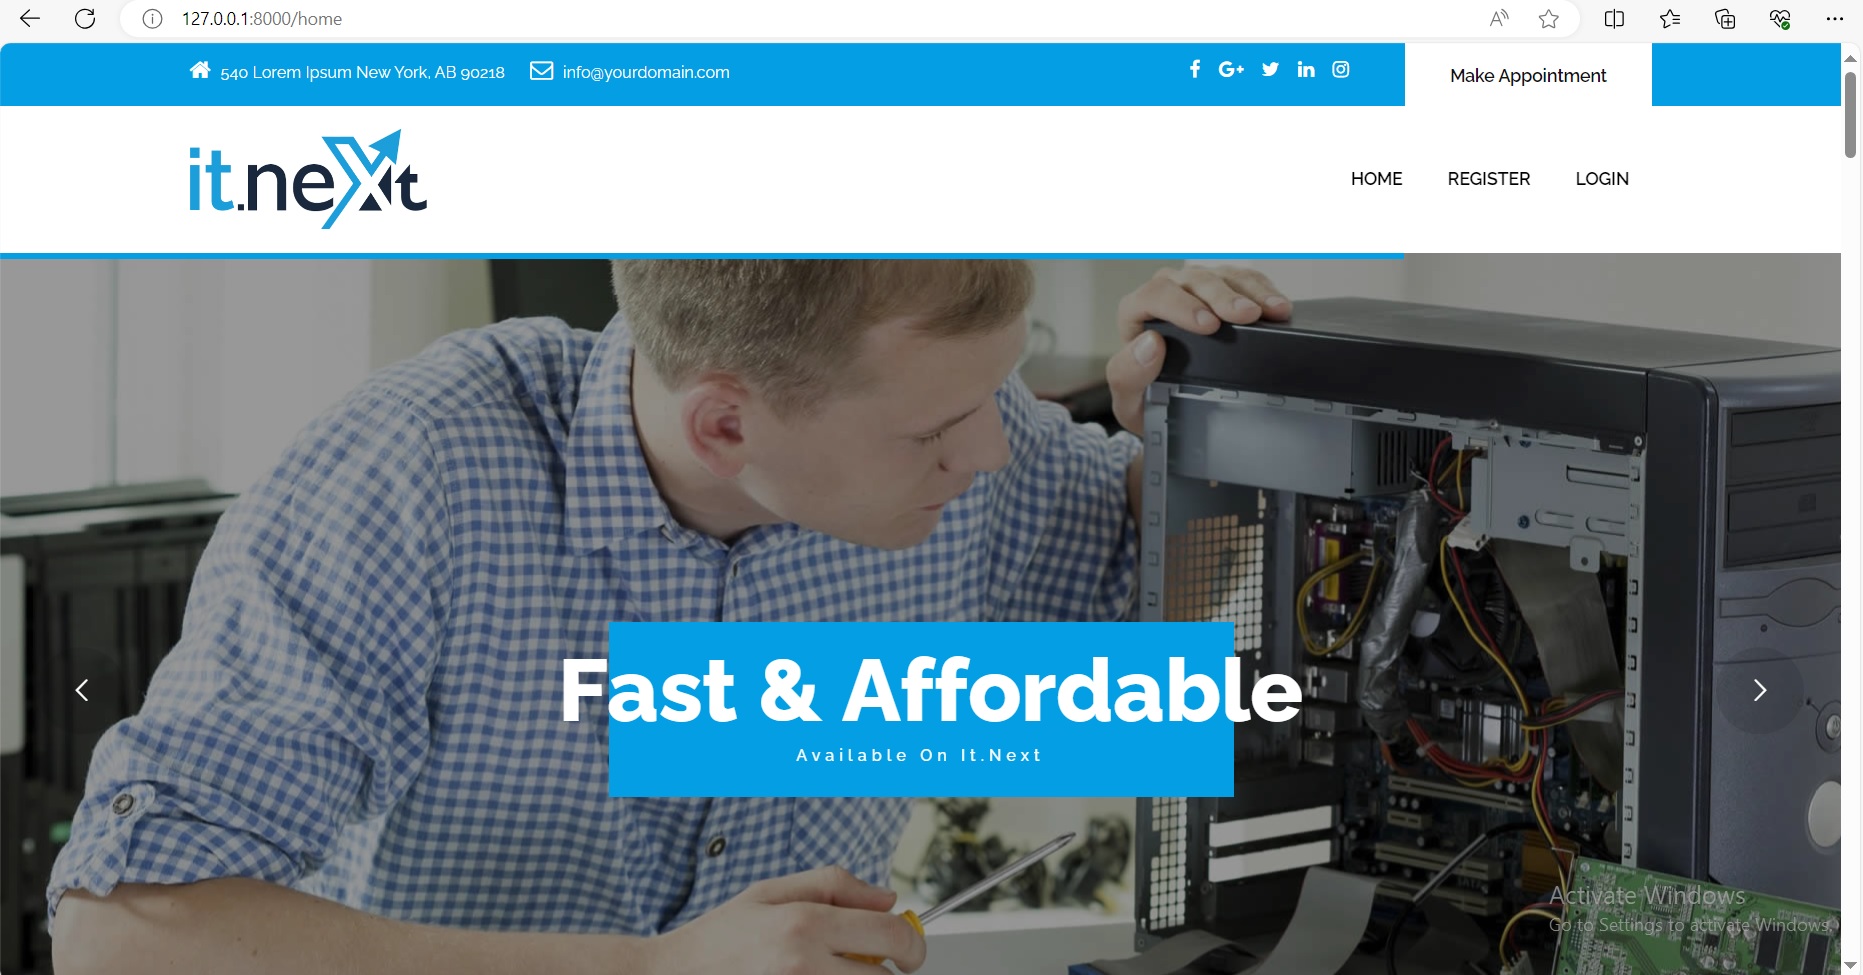 127.0.0.1:8000/home
540 Lorem Ipsum New York, AB 90218
info@yourdomain.com
Make Appointment
it.next
HOME
REGISTER
LOGIN
Fast & Affordable
Available On It.Next
Activate Windows
Go to Settings to activate Windows.